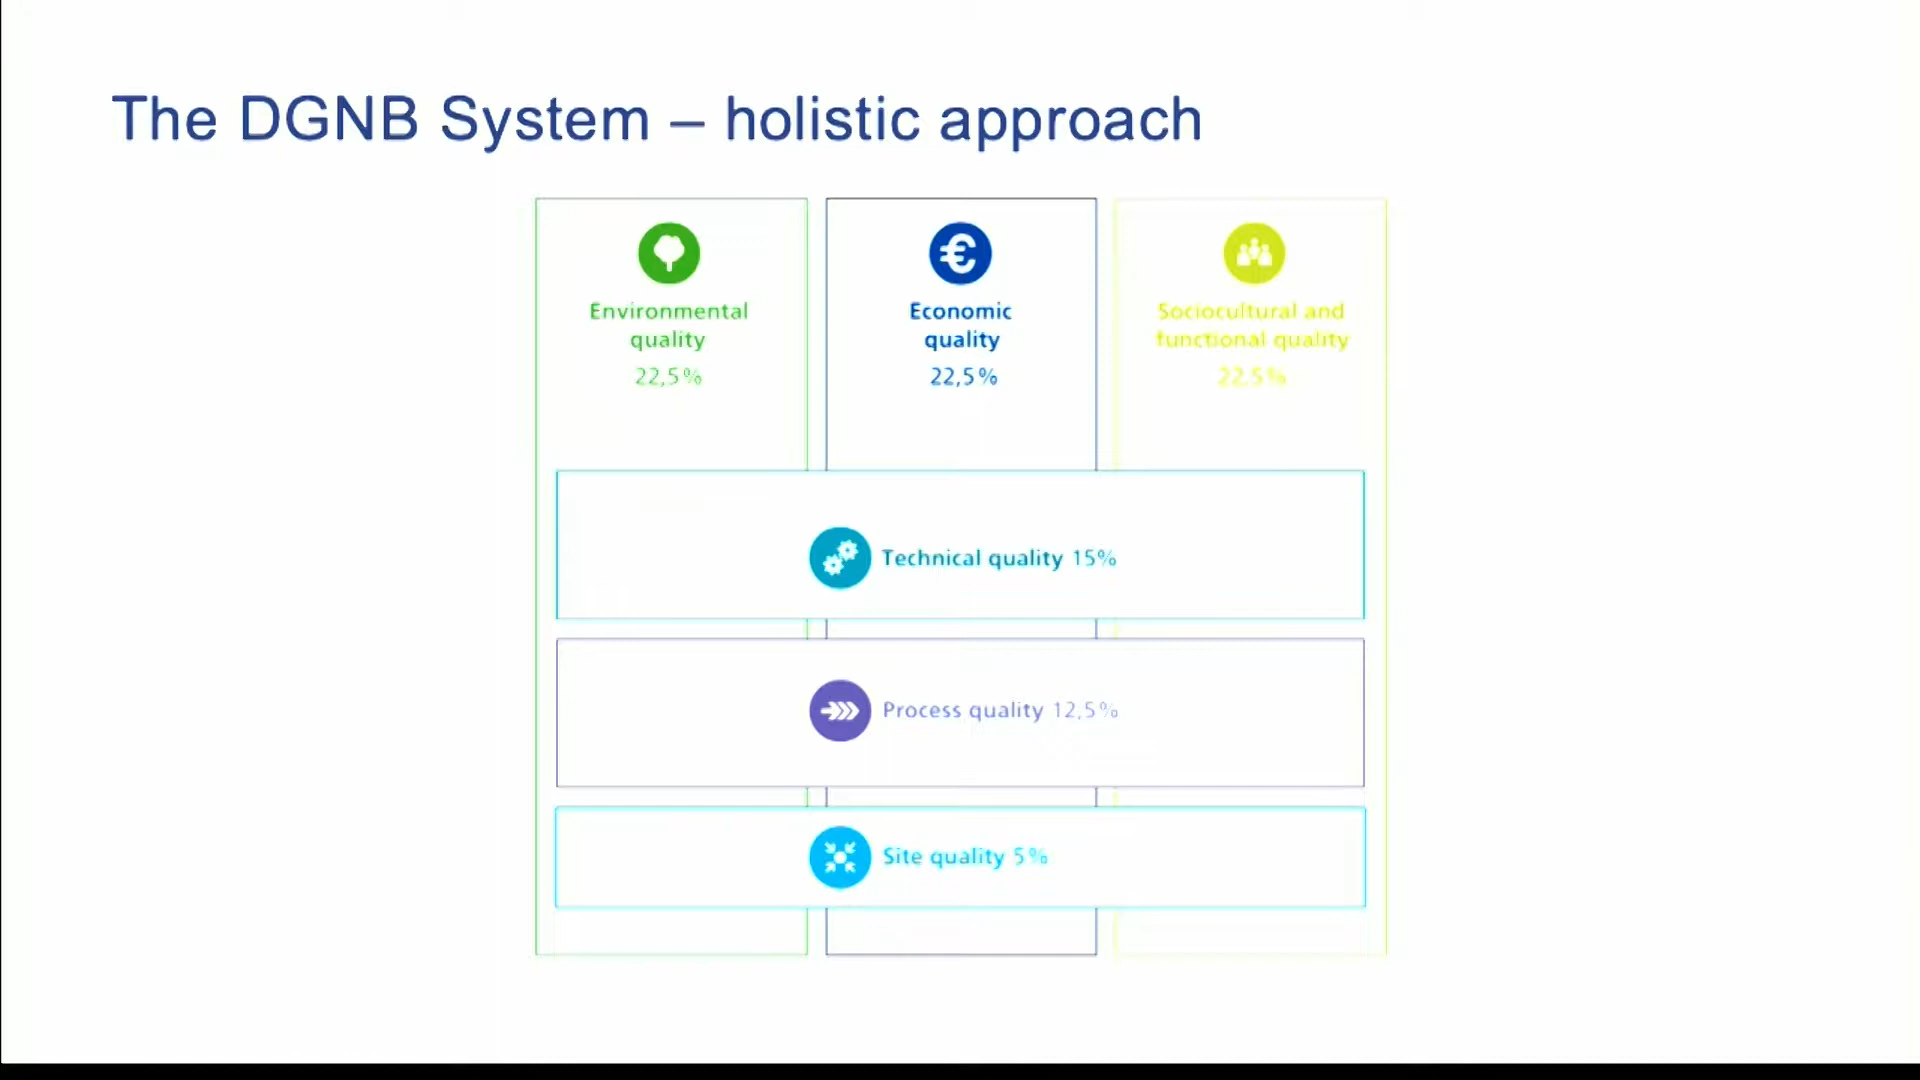 The DGNB System – holistic approach
Environmental
quality
22,5%
Economic
quality
22,5%
Sociocultural and
functional quality
22,5%
Technical quality 15%
Process quality 12,5%
Site quality 5%